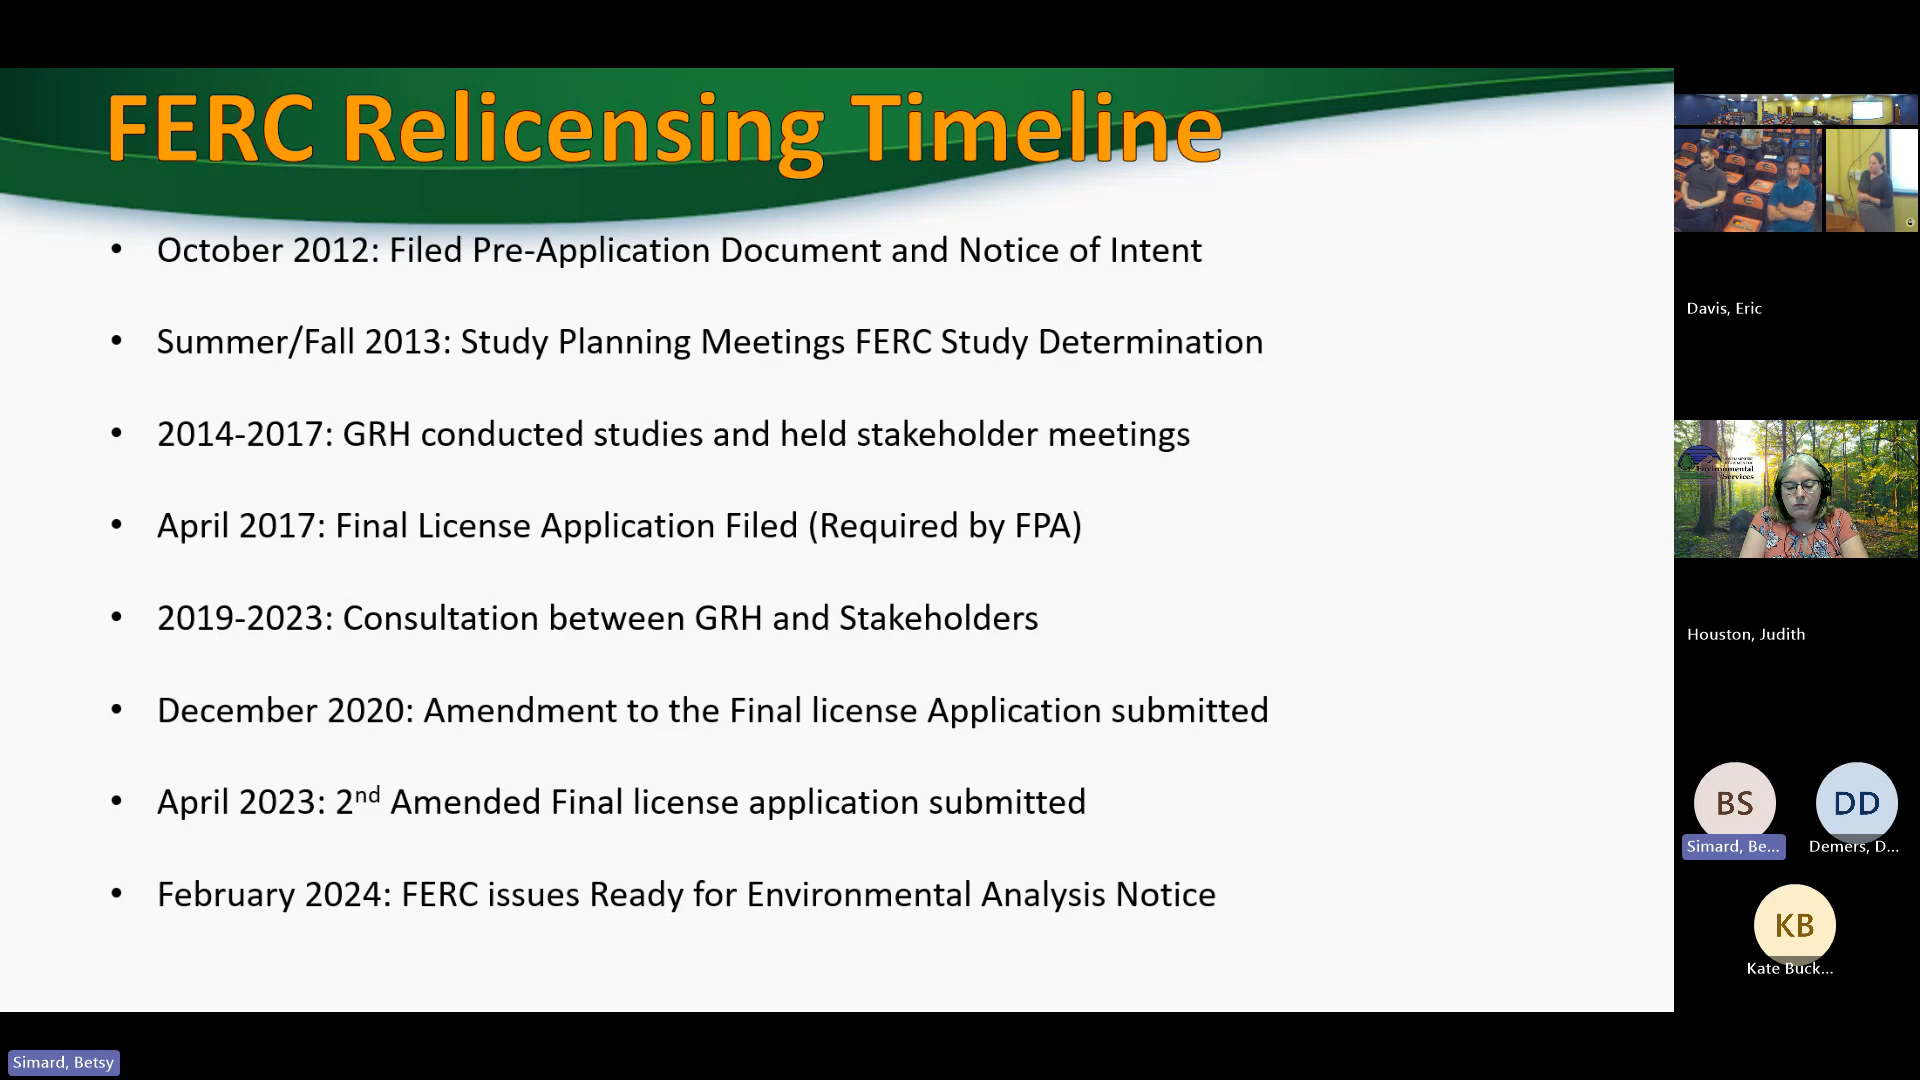 FERC Relicensing Timeline
• October 2012: Filed Pre-Application Document and Notice of Intent
• Summer/Fall 2013: Study Planning Meetings FERC Study Determination
• 2014-2017: GRH conducted studies and held stakeholder meetings
• April 2017: Final License Application Filed (Required by FPA)
• 2019-2023: Consultation between GRH and Stakeholders
• December 2020: Amendment to the Final license Application submitted
• April 2023: 2nd Amended Final license application submitted
• February 2024: FERC issues Ready for Environmental Analysis Notice
Davis, Eric
Environmental
Services
Houston, Judith
BS
DD
Simard, Be...
Demers, D...
KB
Kate Buck...
Simard, Betsy